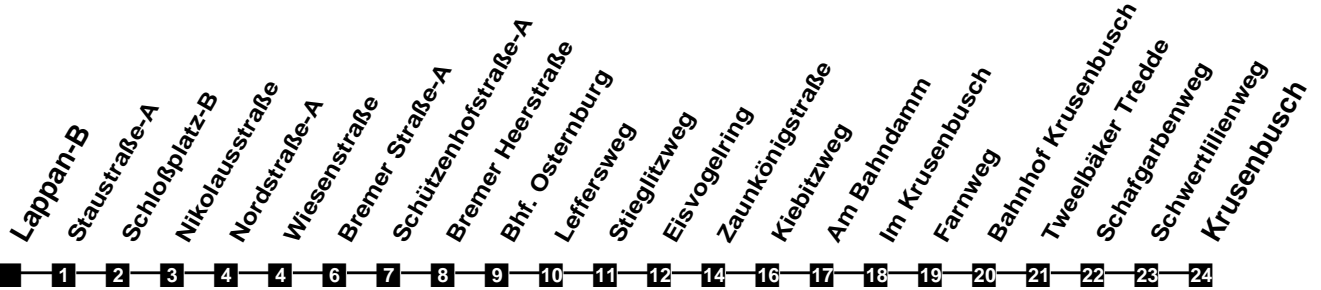 Lappan-B
Staustraße-A
Schloßplatz-B
Nikolausstraße
Nordstraße-A
Wiesenstraße
Bremer Straße-A
Schützenhofstraße-A
Bremer Heerstraße
Bhf. Osternburg
Leffersweg
Stieglitzweg
Eisvogelring
Zaunkönigstraße
Kiebitzweg
Am Bahndamm
Im Krusenbusch
Farnweg
Bahnhof Krusenbusch
Tweelbäker Tredde
Schafgarbenweg
Schwertlilienweg
Krusenbusch
1 2 3 4 4 6 7 8 9 10 11 12 14 16 17 18 19 20 21 22 23 24